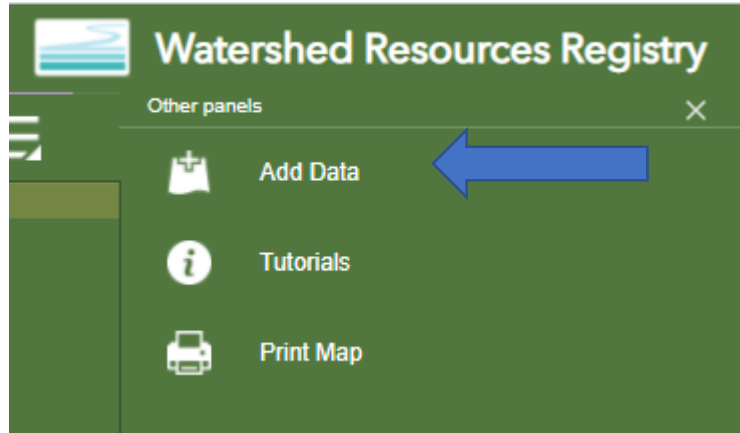 Watershed Resources Registry
Other panels
Add Data
Tutorials
Print Map